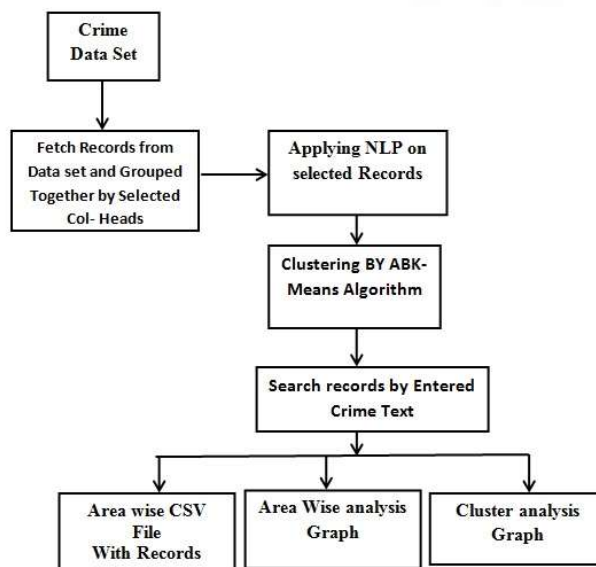 Crime
Data Set
Fetch Records from
Data set and Grouped
Together by Selected
Col- Heads
Applying NLP on
selected Records
Clustering BY ABK-
Means Algorithm
Search records by Entered
Crime Text
Area wise CSV
File
With Records
Area Wise analysis
Graph
Cluster analysis
Graph